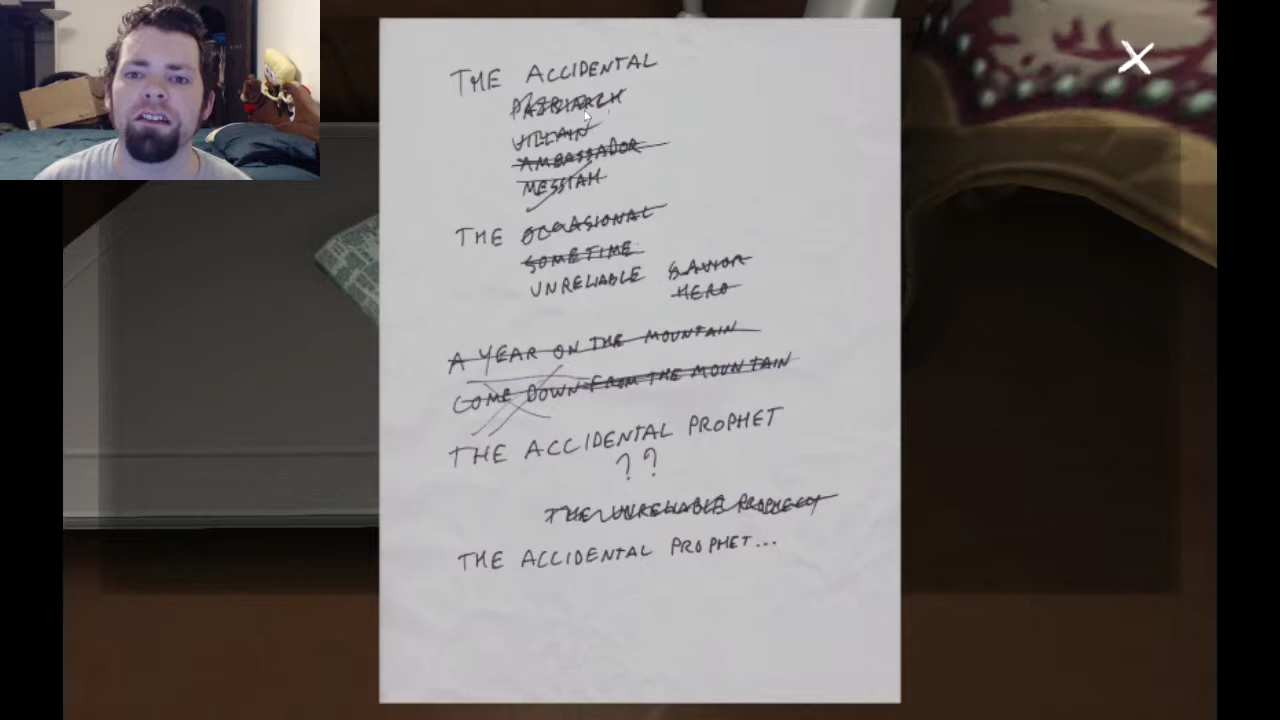 THE ACCIDENTAL
PATRIARCH
VILLAIN
AMBASSADOR
MESSIAH
THE OCCASIONAL
SOMETIME
UNRELIABLE SAVIOR
HERO
A YEAR ON THE MOUNTAIN
COME DOWN FROM THE MOUNTAIN
THE ACCIDENTAL PROPHET
??
THE UNRELIABLE PROPHECY
THE ACCIDENTAL PROPHET...